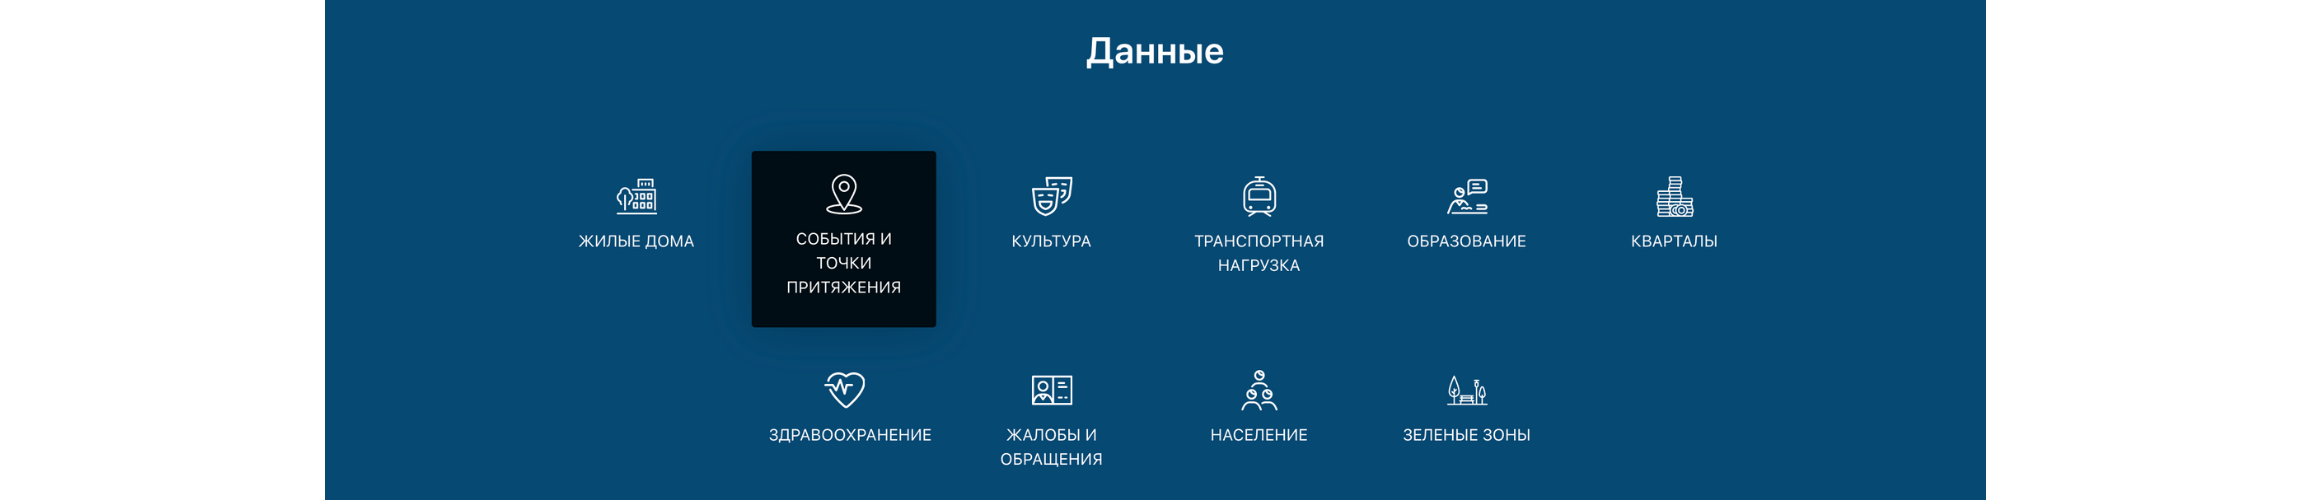 Данные
ЖИЛЫЕ ДОМА
СОБЫТИЯ И
ТОЧКИ
ПРИТЯЖЕНИЯ
КУЛЬТУРА
ТРАНСПОРТНАЯ
НАГРУЗКА
ОБРАЗОВАНИЕ
КВАРТАЛЫ
ЗДРАВООХРАНЕНИЕ
ЖАЛОБЫ И
ОБРАЩЕНИЯ
НАСЕЛЕНИЕ
ЗЕЛЕНЫЕ ЗОНЫ